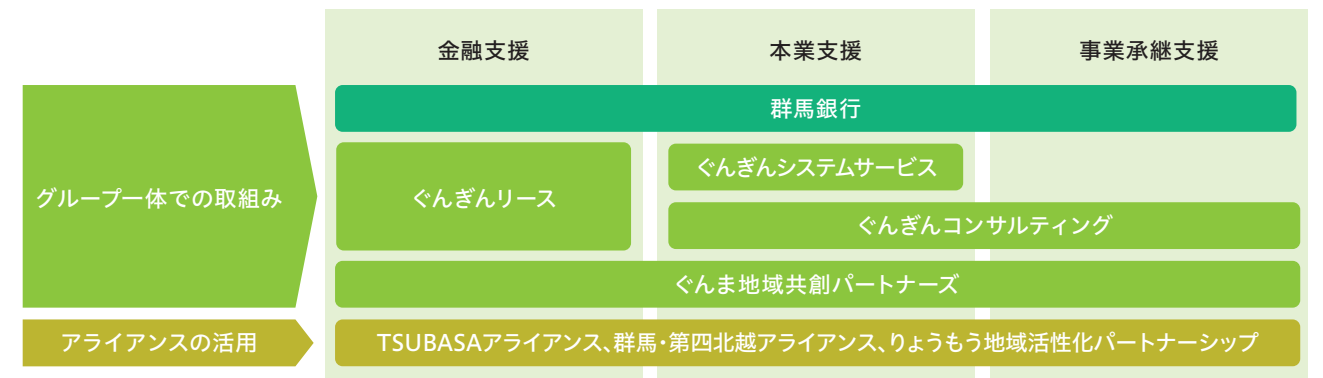 金融支援
本業支援
事業承継支援
グループ一体での取組み
群馬銀行
ぐんぎんリース
ぐんぎんシステムサービス
ぐんぎんコンサルティング
ぐんま地域共創パートナーズ
アライアンスの活用
TSUBASAアライアンス、群馬・第四北越アライアンス、りょうもう地域活性化パートナーシップ